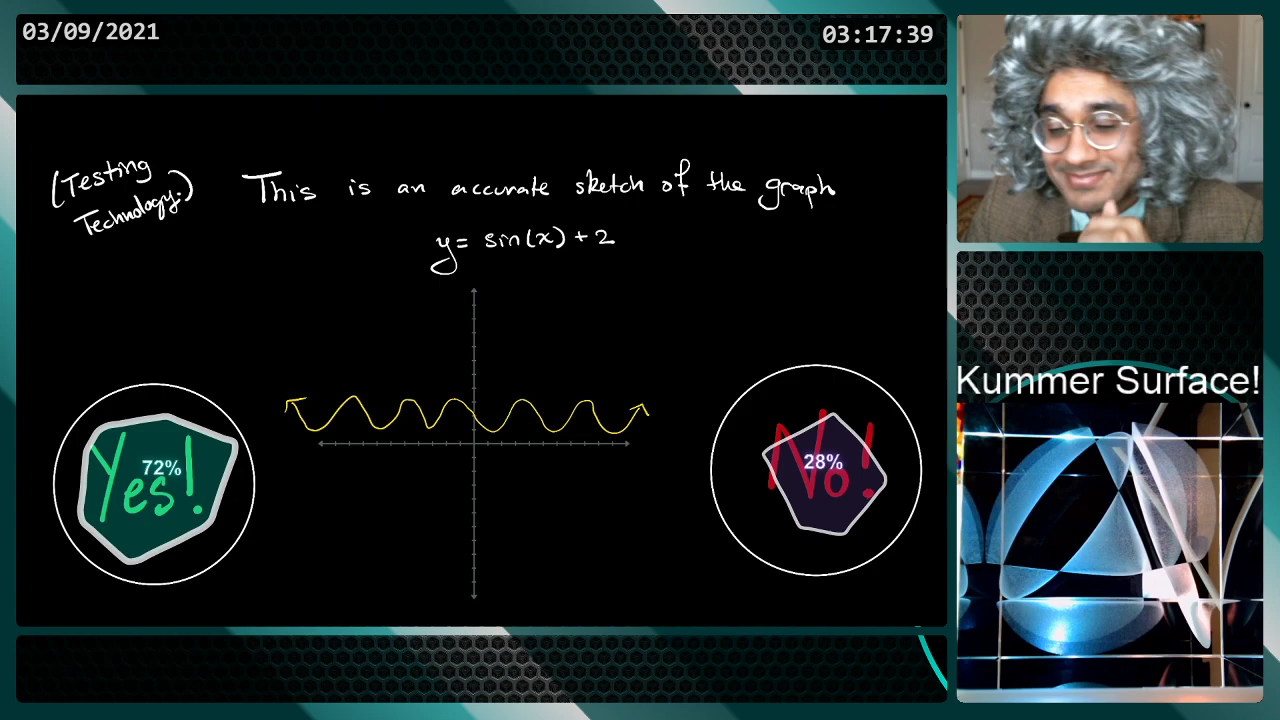 03/09/2021
03:17:39
(Testing
Technology.)
This is an accurate sketch of the graph
y = sin(x) + 2
Yes!
72%
No!
28%
Kummer Surface!